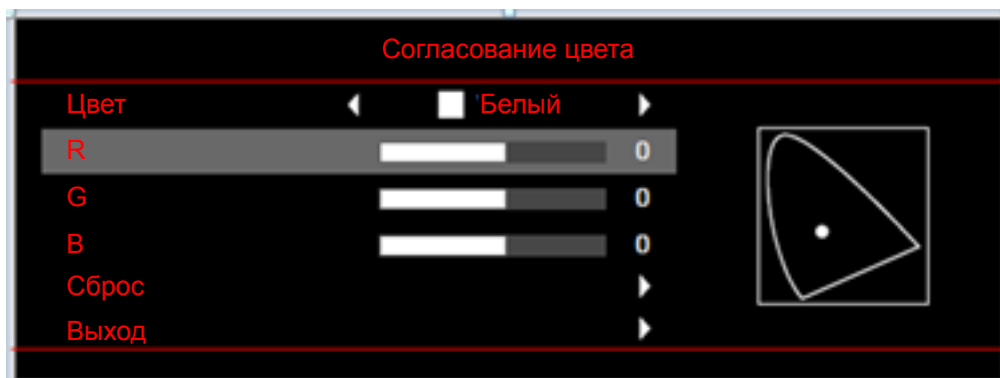 Согласование цвета
Цвет 'Белый
R 0
G 0
B 0
Сброс
Выход